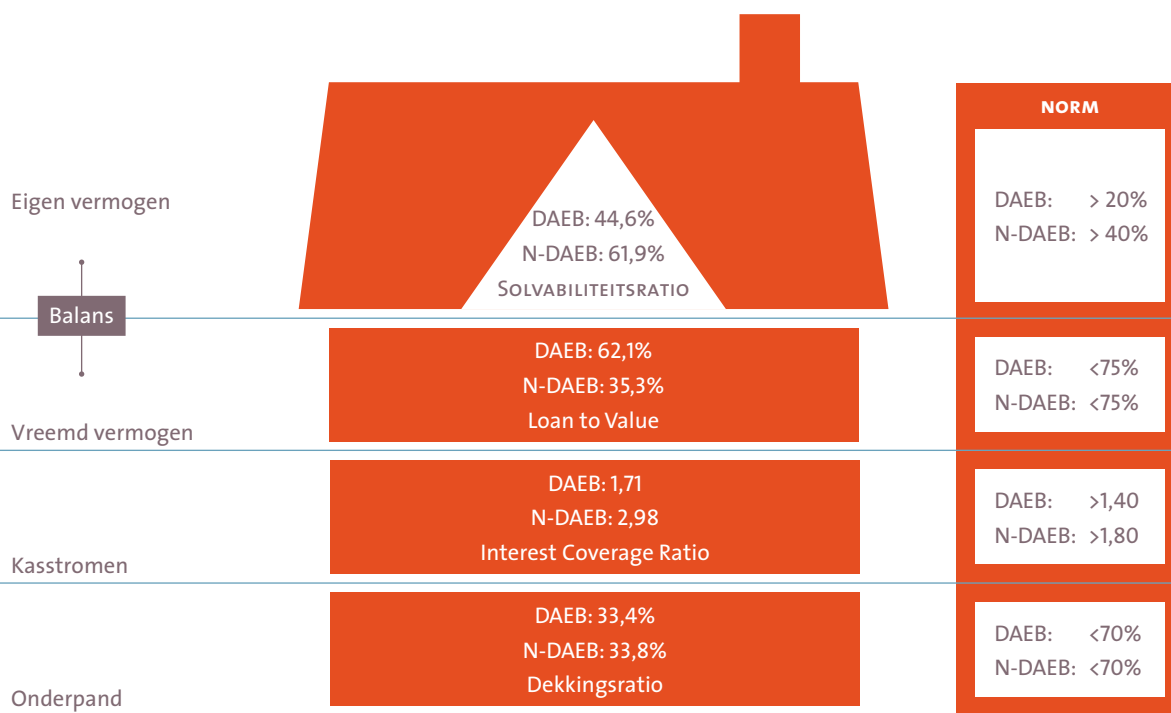 NORM
Eigen vermogen
DAEB: 44,6%
N-DAEB: 61,9%
SOLVABILITEITSRATIO
DAEB: > 20%
N-DAEB: > 40%
Balans
DAEB: 62,1%
N-DAEB: 35,3%
Loan to Value
DAEB: <75%
N-DAEB: <75%
Vreemd vermogen
DAEB: 1,71
N-DAEB: 2,98
Interest Coverage Ratio
DAEB: >1,40
N-DAEB: >1,80
Kasstromen
DAEB: 33,4%
N-DAEB: 33,8%
Dekkingsratio
DAEB: <70%
N-DAEB: <70%
Onderpand